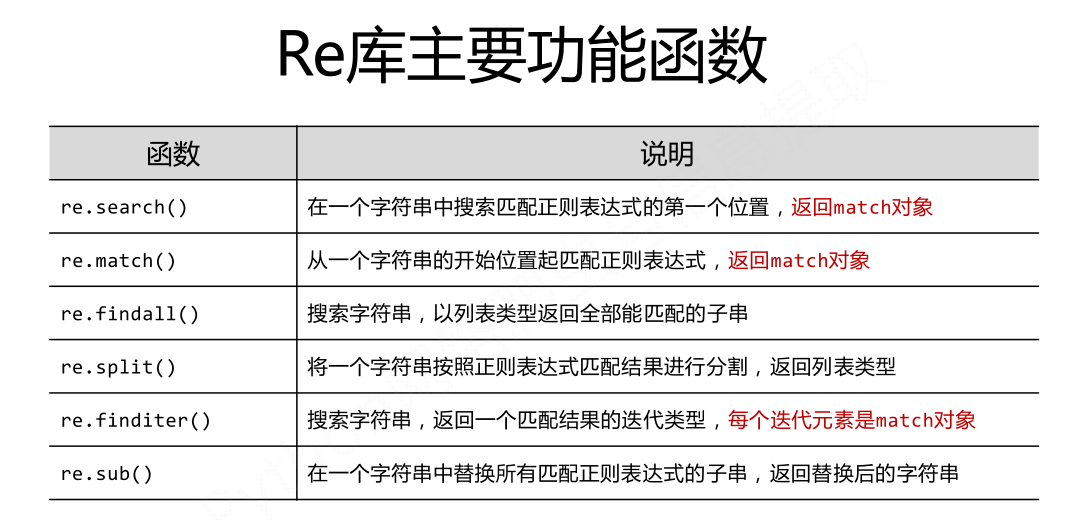 Re库主要功能函数
函数 说明
re.search() 在一个字符串中搜索匹配正则表达式的第一个位置，返回match对象
re.match() 从一个字符串的开始位置起匹配正则表达式，返回match对象
re.findall() 搜索字符串，以列表类型返回全部能匹配的子串
re.split() 将一个字符串按照正则表达式匹配结果进行分割，返回列表类型
re.finditer() 搜索字符串，返回一个匹配结果的迭代类型，每个迭代元素是match对象
re.sub() 在一个字符串中替换所有匹配正则表达式的子串，返回替换后的字符串